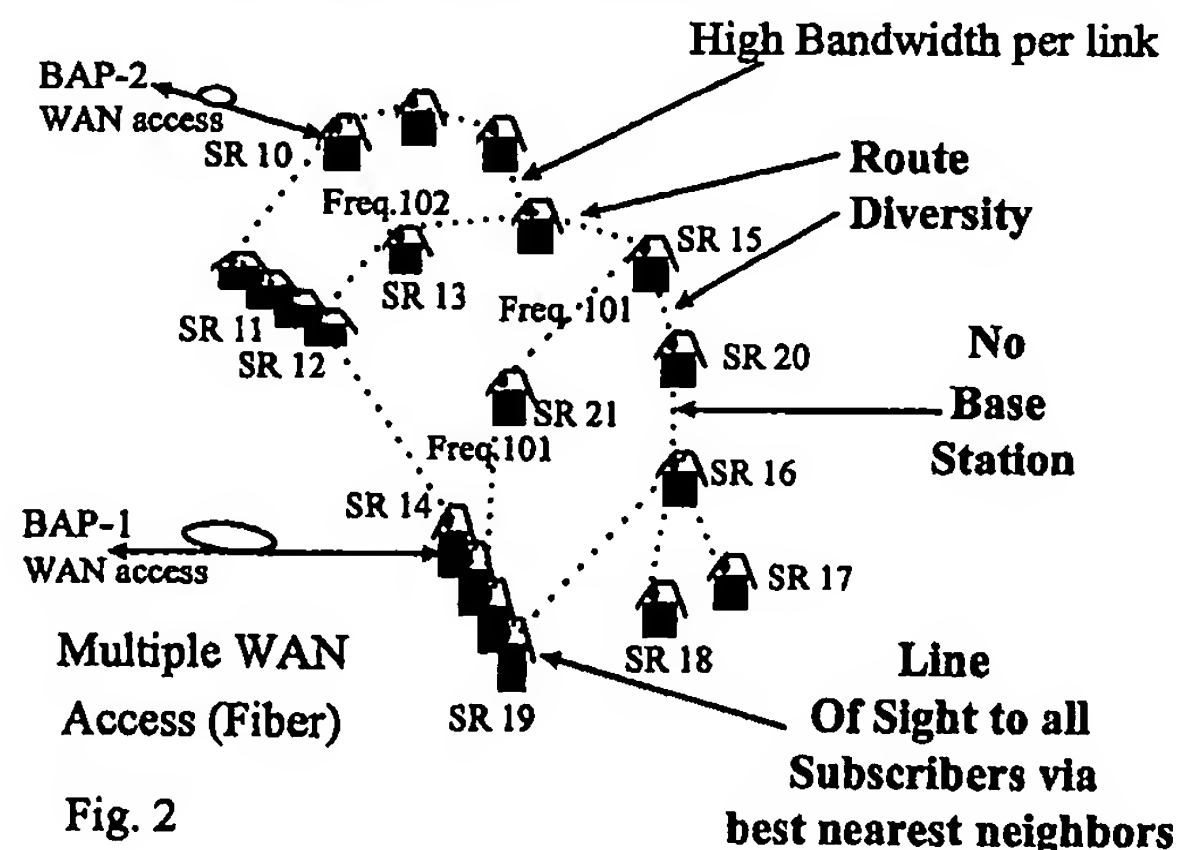 High Bandwidth per link
BAP-2
WAN access
SR 10
Route
Diversity
Freq.102
SR 15
SR 13
Freq. 101
SR 11
SR 12
SR 20
No
Base
Station
SR 21
Freq.101
SR 16
SR 14
BAP-1
WAN access
SR 17
Multiple WAN
Access (Fiber)
SR 18
SR 19
Line
Of Sight to all
Subscribers via
best nearest neighbors
Fig. 2